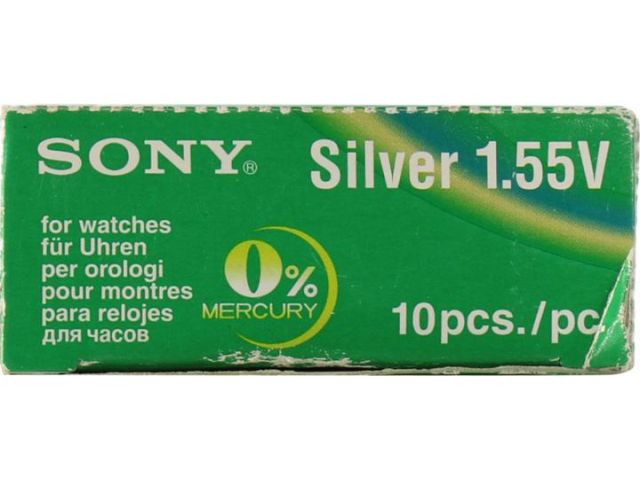 SONY®
Silver 1.55V
for watches
für Uhren
per orologi
pour montres
para relojes
для часов
0%
MERCURY
10pcs./pc.